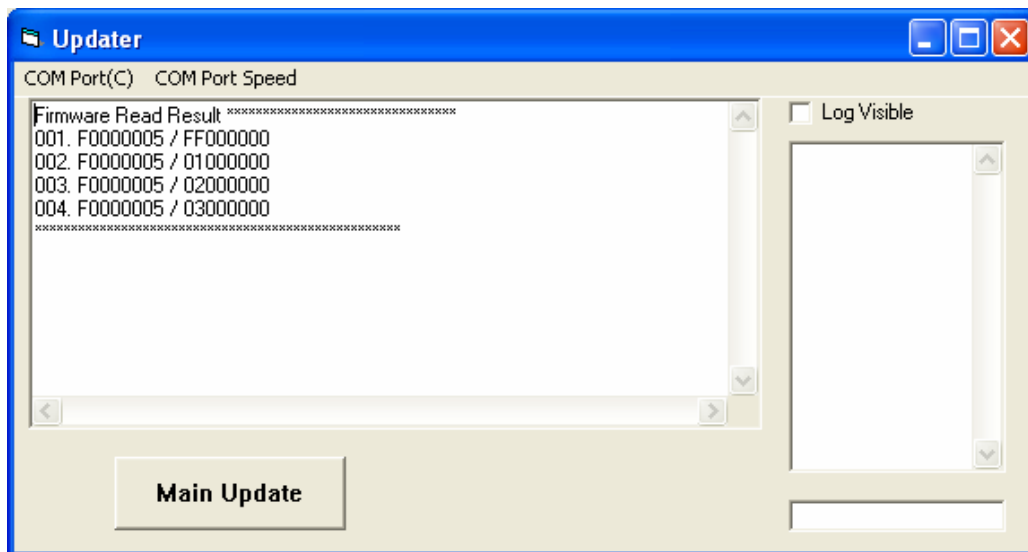 Updater
COM Port(C) COM Port Speed
Firmware Read Result ********************************
001. F0000005 / FF000000
002. F0000005 / 01000000
003. F0000005 / 02000000
004. F0000005 / 03000000
***************************************************
Log Visible
Main Update